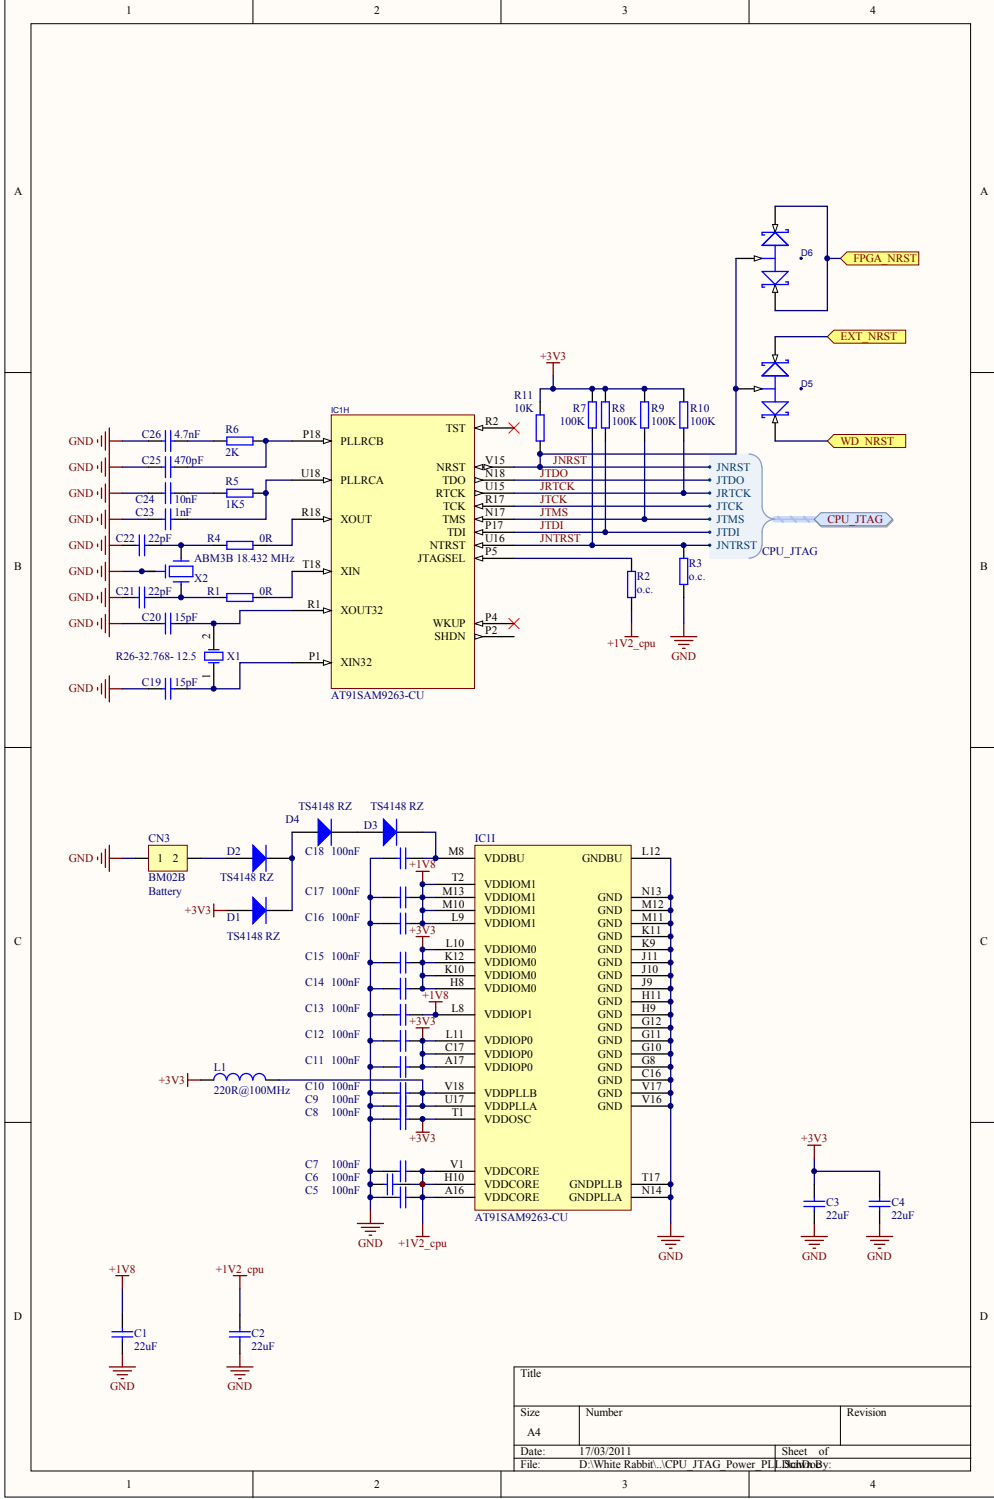 1 2 3 4
A A
D6
FPGA_NRST
EXT_NRST
D5
WD_NRST
+3V3
R11
10K
R7 R8 R9 R10
100K 100K 100K 100K
IC1H
C26 4.7nF R6
GND P18 PLLRCB TST R2
2K
C25 470pF
GND NRST V15 JNRST JNRST
R5 U18 PLLRCA TDO N18 JTDO JTDO
GND C24 10nF RTCK U15 JRTCK JRTCK
1K5 TCK R17 JTCK JTCK
GND C23 1nF R18 XOUT TMS N17 JTMS JTMS CPU_JTAG
TDI P17 JTDI JTDI
GND C22 22pF R4 0R NTRST U16 JNTRST JNTRST
ABM3B 18.432 MHz JTAGSEL P5 CPU_JTAG
B B
GND X2 T18 XIN
R2 R3
o.c. o.c.
GND C21 22pF R1 0R
R1 XOUT32
GND C20 15pF WKUP P4
2 SHDN P2
+1V2_cpu
GND
R26-32.768- 12.5 X1 P1 XIN32
1
GND C19 15pF
AT91SAM9263-CU
TS4148 RZ TS4148 RZ
D4 D3
CN3 IC1I
GND 1 2 D2 C18 100nF M8 VDDBU GNDBU L12
BM02B TS4148 RZ +1V8
Battery T2 VDDIOM1
C17 100nF M13 VDDIOM1 GND N13
+3V3 D1 M10 VDDIOM1 GND M12
C16 100nF L9 VDDIOM1 GND M11
TS4148 RZ +3V3 GND K11
L10 VDDIOM0 GND K9
C15 100nF K12 VDDIOM0 GND J11
K10 VDDIOM0 GND J10
C14 100nF H8 VDDIOM0 GND J9
+1V8 GND H11
C13 100nF L8 VDDIOP1 GND H9
+3V3 GND G12
C12 100nF L11 VDDIOP0 GND G11
C17 VDDIOP0 GND G10
C11 100nF A17 VDDIOP0 GND G8
L1 GND C16
+3V3 220R@100MHz
C10 100nF V18 VDDPLLB GND V17
C9 100nF U17 VDDPLLA GND V16
C8 100nF T1 VDDOSC
+3V3
C C
C7 100nF V1 VDDCORE
C6 100nF H10 VDDCORE GNDPLLB T17
C5 100nF A16 VDDCORE GNDPLLA N14
AT91SAM9263-CU
GND +1V2_cpu GND
+3V3
C3 C4
22uF 22uF
GND GND
+1V8 +1V2_cpu
C1 C2
22uF 22uF
GND GND
D D
Title
Size Number Revision
A4
Date: 17/03/2011 Sheet of
File: D:\White Rabbit\..\CPU_JTAG_Power_PLL By:
1 2 3 4